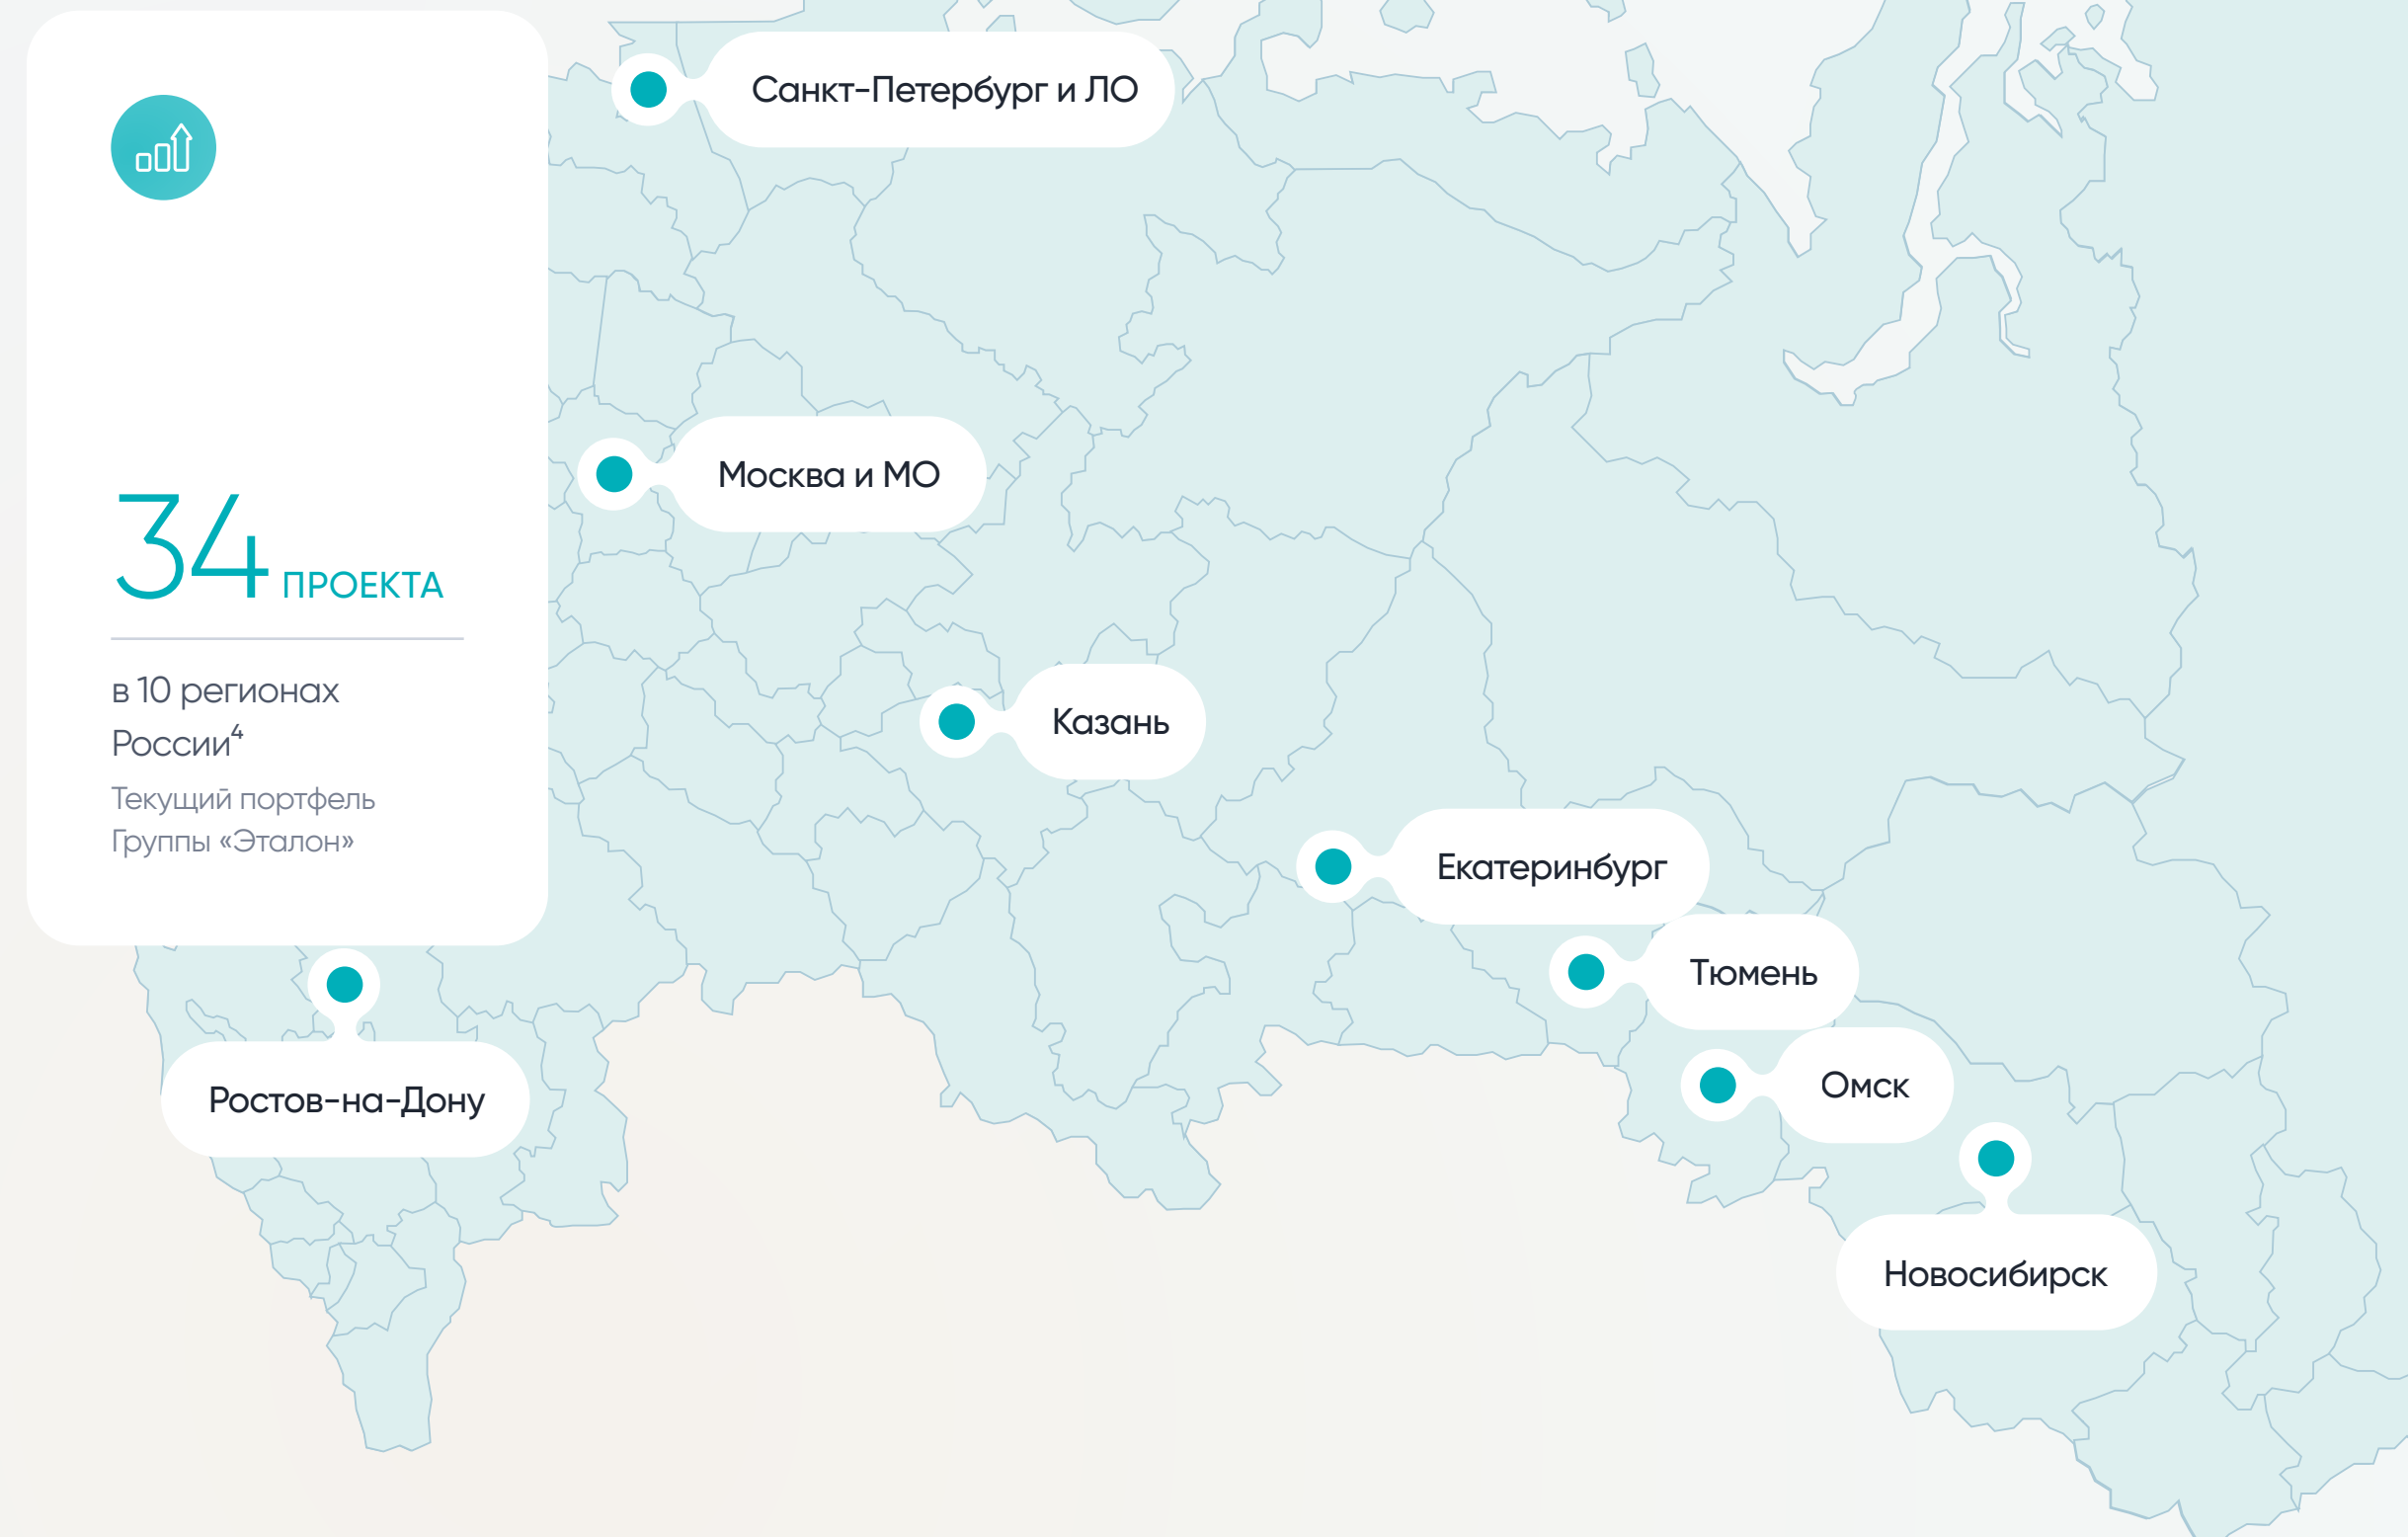 34 ПРОЕКТА
в 10 регионах
России⁴
Текущий портфель
Группы «Эталон»
Санкт-Петербург и ЛО
Москва и МО
Казань
Екатеринбург
Тюмень
Омск
Новосибирск
Ростов-на-Дону